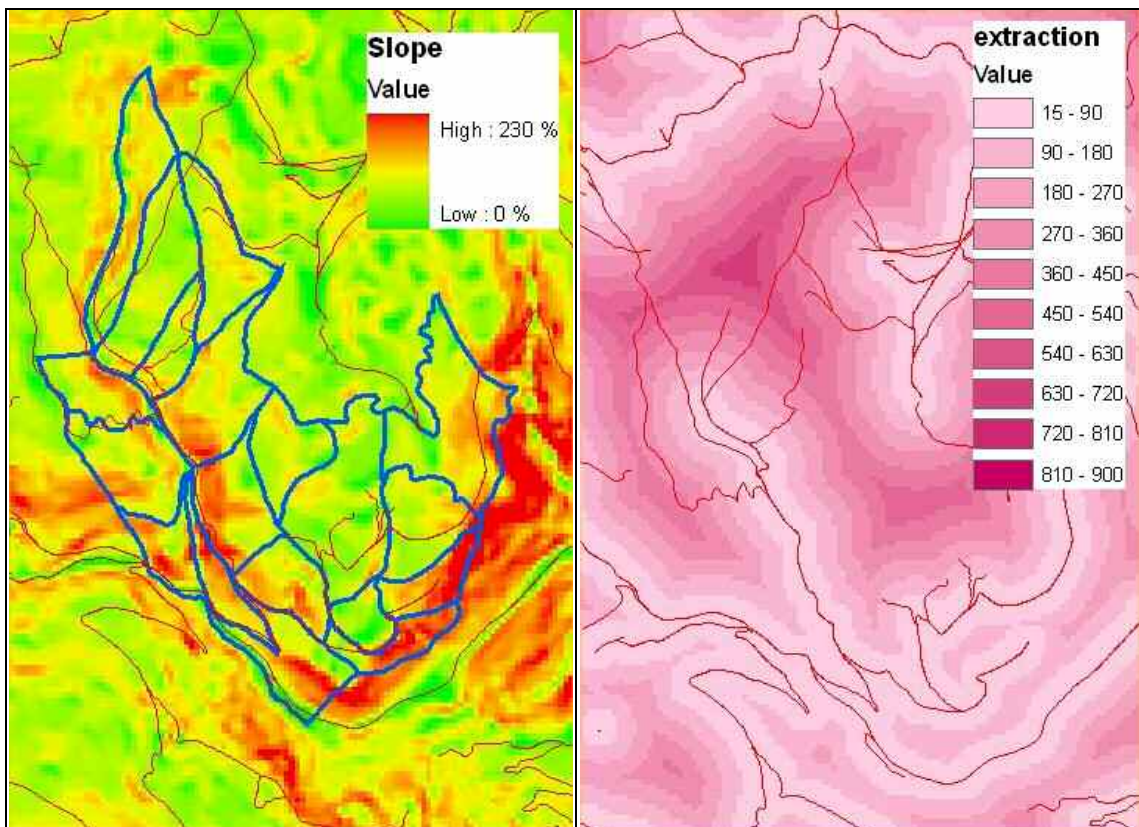 Slope
Value
High : 230 %
Low : 0 %
extraction
Value
15 - 90
90 - 180
180 - 270
270 - 360
360 - 450
450 - 540
540 - 630
630 - 720
720 - 810
810 - 900